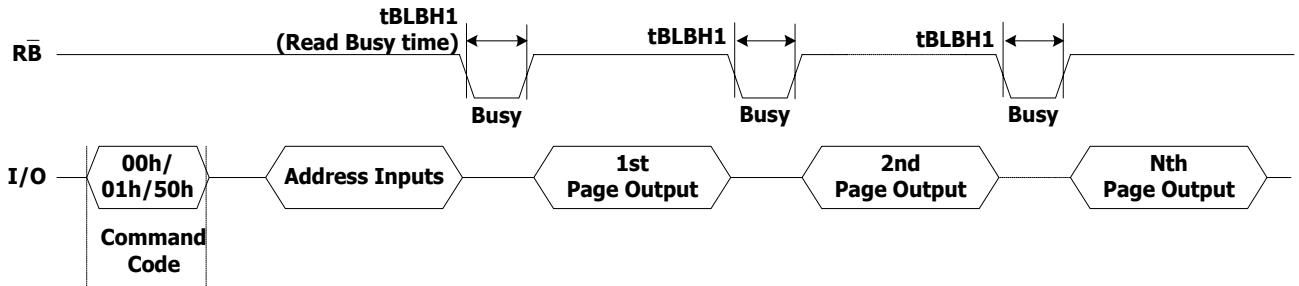 tBLBH1
(Read Busy time)
tBLBH1
tBLBH1
RB̅
Busy
Busy
Busy
I/O
00h/
01h/50h
Address Inputs
1st
Page Output
2nd
Page Output
Nth
Page Output
Command
Code